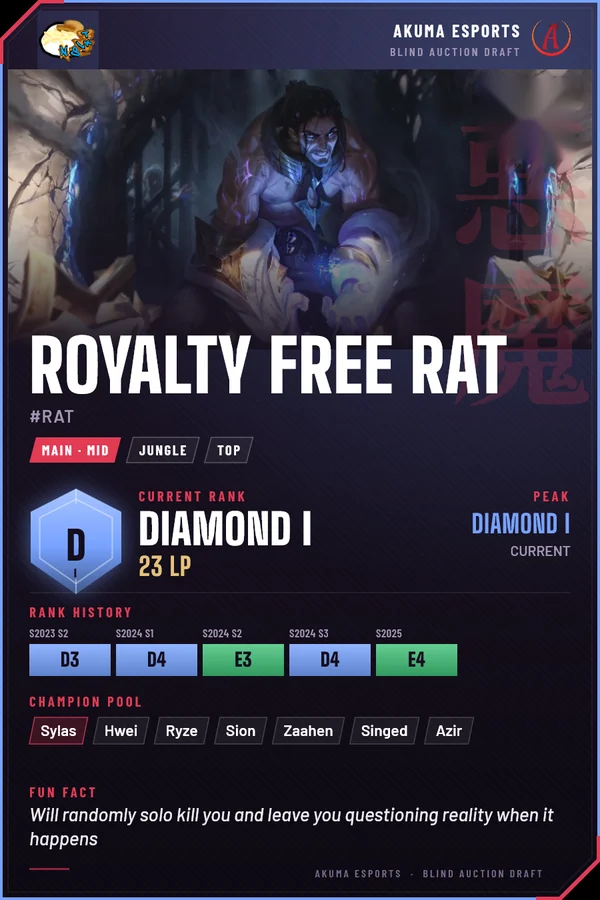 AKUMA ESPORTS
BLIND AUCTION DRAFT
悪
魔
ROYALTY FREE RAT
#RAT
MAIN · MID
JUNGLE
TOP
D
I
CURRENT RANK
DIAMOND I
23 LP
PEAK
DIAMOND I
CURRENT
RANK HISTORY
S2023 S2
S2024 S1
S2024 S2
S2024 S3
S2025
D3
D4
E3
D4
E4
CHAMPION POOL
Sylas
Hwei
Ryze
Sion
Zaahen
Singed
Azir
FUN FACT
Will randomly solo kill you and leave you questioning reality when it
happens
AKUMA ESPORTS · BLIND AUCTION DRAFT